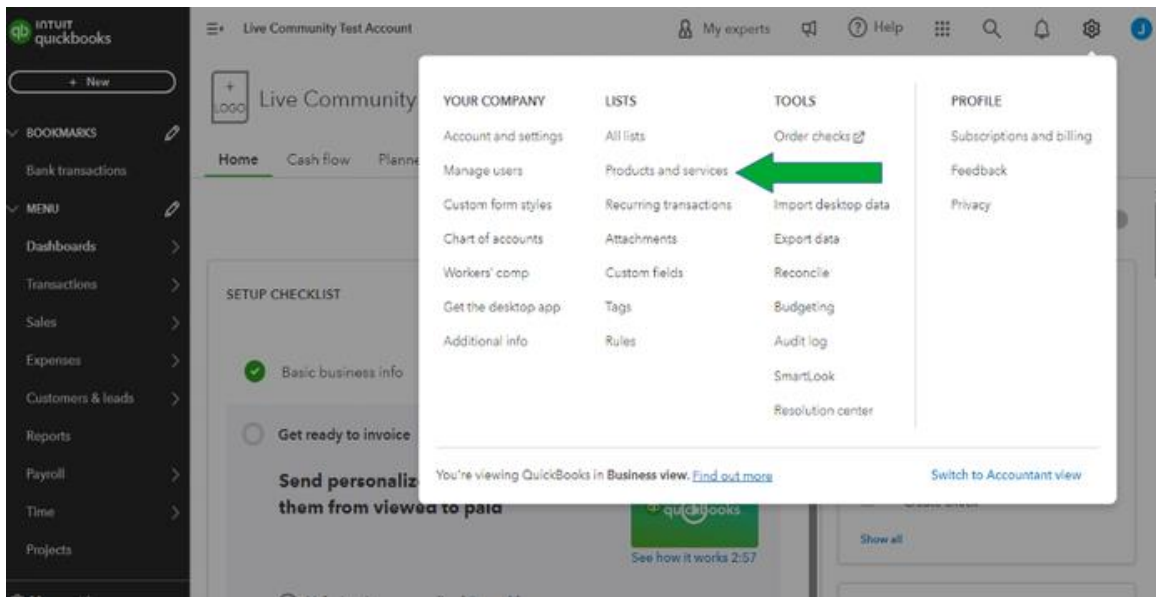 INTUIT
quickbooks
Live Community Test Account
My experts
Help
J
+ New
+
LOGO
Live Community
BOOKMARKS
Bank transactions
Home Cash flow
MENU
Dashboards
Transactions
Sales
Expenses
Customers & leads
Reports
Payroll
Time
Projects
YOUR COMPANY
Account and settings
Manage users
Custom form styles
Chart of accounts
Workers' comp
Get the desktop app
Additional info
LISTS
All lists
Products and services
Recurring transactions
Attachments
Custom fields
Tags
Rules
TOOLS
Order checks
Import desktop data
Export data
Reconcile
Budgeting
Audit log
SmartLook
Resolution center
PROFILE
Subscriptions and billing
Feedback
Privacy
You're viewing QuickBooks in Business view. Find out more
Switch to Accountant view
SETUP CHECKLIST
Basic business info
Get ready to invoice
Send personaliz
them from viewed to paid
quickbooks
See how it works 2:57
Show all